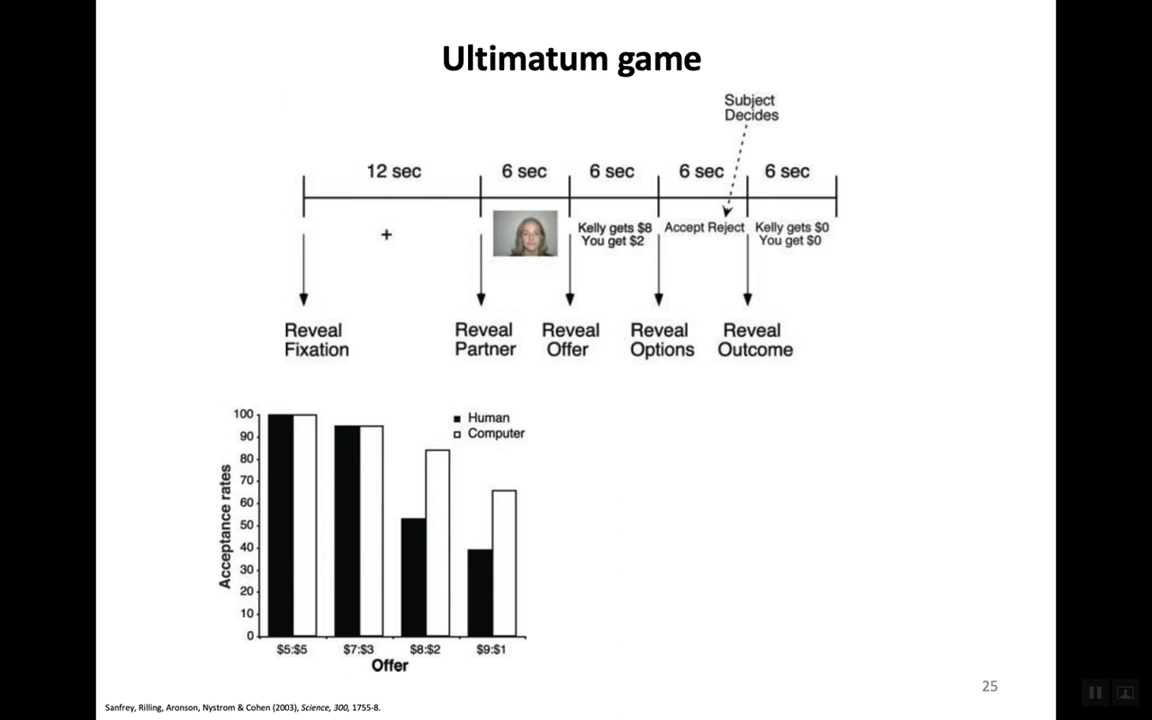 Ultimatum game
Subject
Decides
12 sec
6 sec
6 sec
6 sec
6 sec
+
Kelly gets $8
You get $2
Accept Reject
Kelly gets $0
You get $0
Reveal
Fixation
Reveal
Partner
Reveal
Offer
Reveal
Options
Reveal
Outcome
Human
Computer
Acceptance rates
100
90
80
70
60
50
40
30
20
10
0
$5:$5
$7:$3
$8:$2
$9:$1
Offer
25
Sanfrey, Rilling, Aronson, Nystrom & Cohen (2003), Science, 300, 1755-8.